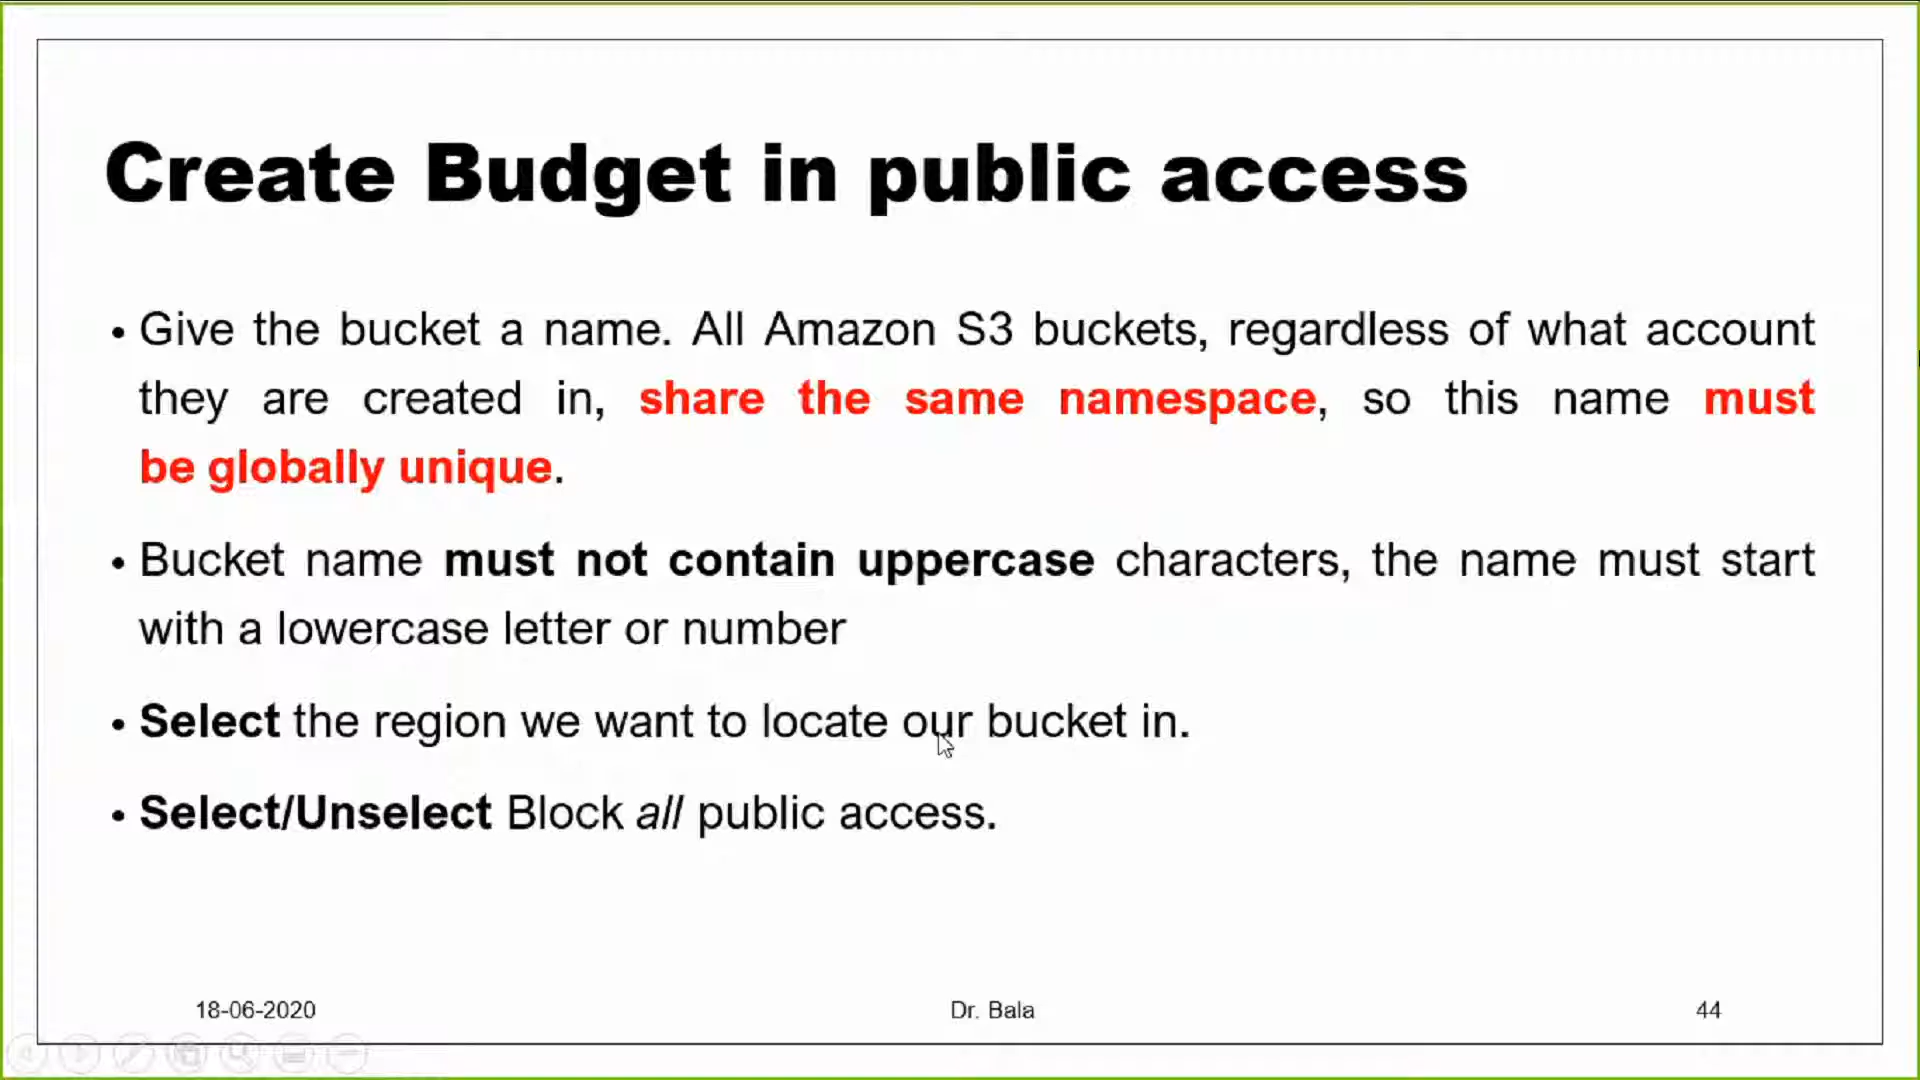 Create Budget in public access
• Give the bucket a name. All Amazon S3 buckets, regardless of what account
they are created in, share the same namespace, so this name must
be globally unique.
• Bucket name must not contain uppercase characters, the name must start
with a lowercase letter or number
• Select the region we want to locate our bucket in.
• Select/Unselect Block all public access.
18-06-2020
Dr. Bala
44